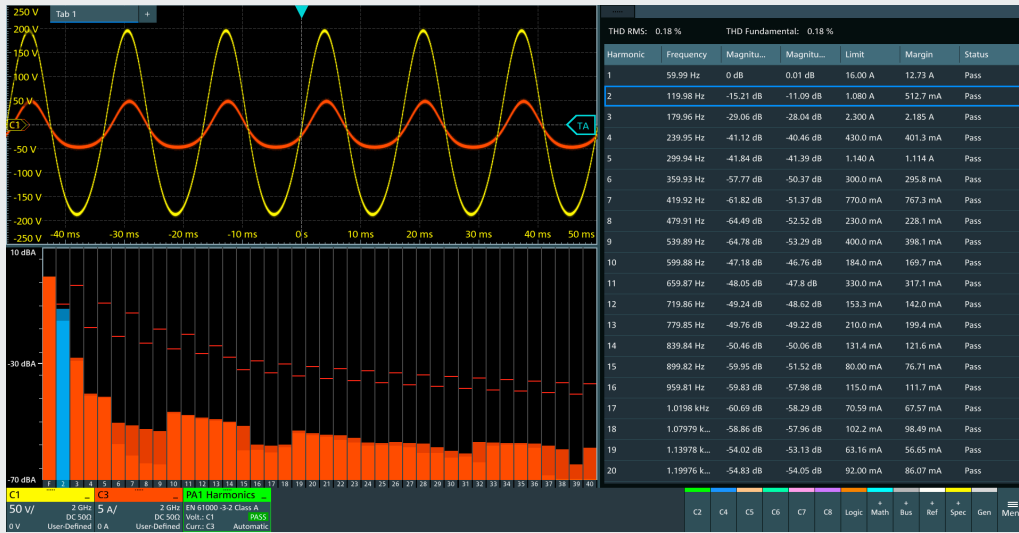 Tab 1 +
250 V
200 V
150 V
100 V
50 V
C1
TA
-50 V
-100 V
-150 V
-200 V
-250 V
-40 ms -30 ms -20 ms -10 ms 0 s 10 ms 20 ms 30 ms 40 ms 50 ms
10 dBA
-30 dBA
-70 dBA
F 2 3 4 5 6 7 8 9 10 11 12 13 14 15 16 17 18 19 20 21 22 23 24 25 26 27 28 29 30 31 32 33 34 35 36 37 38 39 40
THD RMS: 0.18 % THD Fundamental: 0.18 %
Harmonic Frequency Magnitu... Magnitu... Limit Margin Status
1 59.99 Hz 0 dB 0.01 dB 16.00 A 12.73 A Pass
2 119.98 Hz -15.21 dB -11.09 dB 1.080 A 512.7 mA Pass
3 179.96 Hz -29.06 dB -28.04 dB 2.300 A 2.185 A Pass
4 239.95 Hz -41.12 dB -40.46 dB 430.0 mA 401.3 mA Pass
5 299.94 Hz -41.84 dB -41.39 dB 1.140 A 1.114 A Pass
6 359.93 Hz -57.77 dB -50.37 dB 300.0 mA 295.8 mA Pass
7 419.92 Hz -61.82 dB -51.37 dB 770.0 mA 767.3 mA Pass
8 479.91 Hz -64.49 dB -52.52 dB 230.0 mA 228.1 mA Pass
9 539.89 Hz -64.78 dB -53.29 dB 400.0 mA 398.1 mA Pass
10 599.88 Hz -47.18 dB -46.76 dB 184.0 mA 169.7 mA Pass
11 659.87 Hz -48.05 dB -47.8 dB 330.0 mA 317.1 mA Pass
12 719.86 Hz -49.24 dB -48.62 dB 153.3 mA 142.0 mA Pass
13 779.85 Hz -49.76 dB -49.22 dB 210.0 mA 199.4 mA Pass
14 839.84 Hz -50.46 dB -50.06 dB 131.4 mA 121.6 mA Pass
15 899.82 Hz -59.95 dB -51.52 dB 80.00 mA 76.71 mA Pass
16 959.81 Hz -59.83 dB -57.98 dB 115.0 mA 111.7 mA Pass
17 1.0198 kHz -60.69 dB -58.29 dB 70.59 mA 67.57 mA Pass
18 1.07979 k... -58.86 dB -57.96 dB 102.2 mA 98.49 mA Pass
19 1.13978 k... -54.02 dB -53.13 dB 63.16 mA 56.65 mA Pass
20 1.19976 k... -54.83 dB -54.05 dB 92.00 mA 86.07 mA Pass
C1 C3 PA1 Harmonics
50 V/ 2 GHz 5 A/ 2 GHz EN 61000 -3-2 Class A
DC 50Ω DC 50Ω Volt.: C1 PASS
0 V User-Defined 0 A User-Defined Curr.: C3 Automatic
C2 C4 C5 C6 C7 C8 Logic Math + Bus + Ref + Spec Gen Men